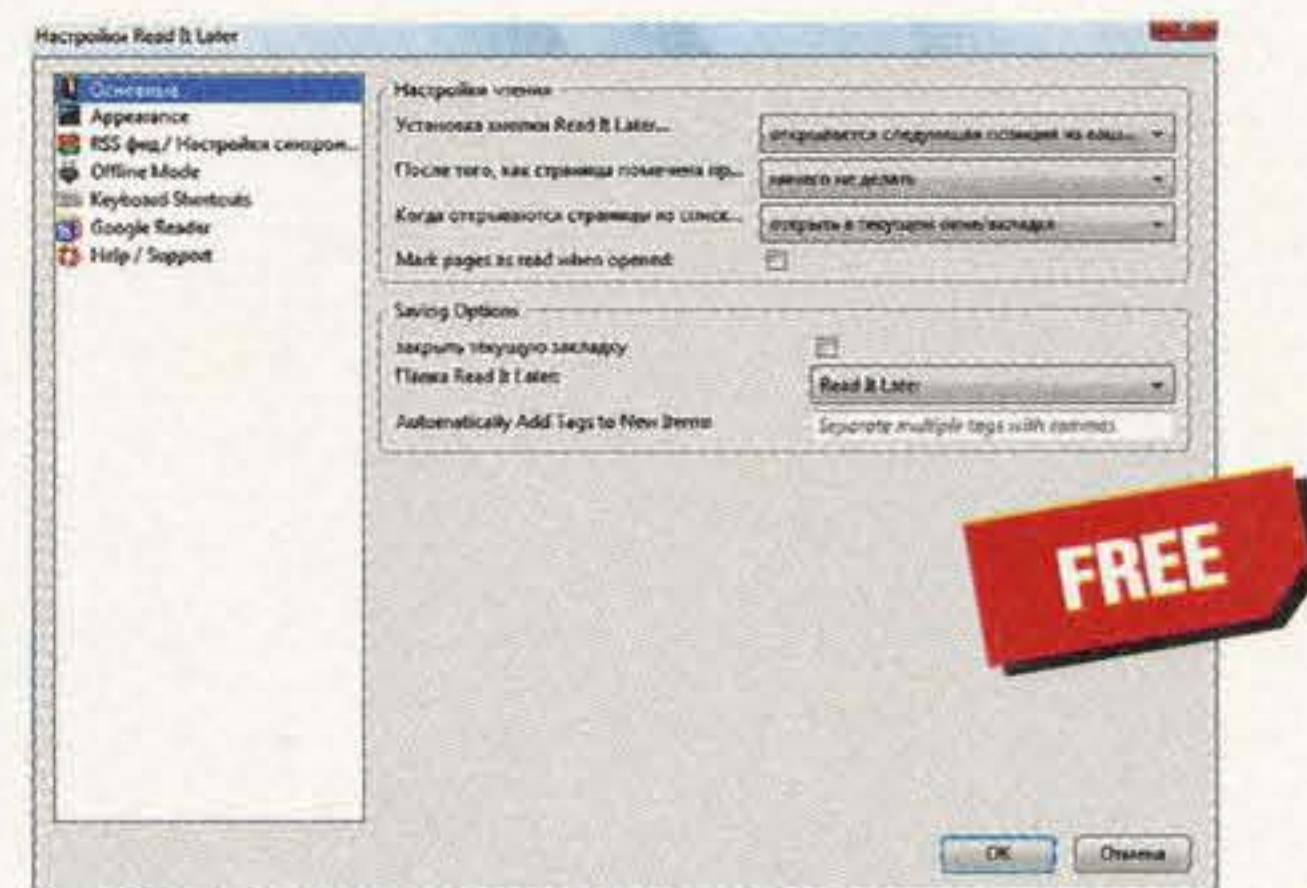 Настройки Read It Later
Основные
Appearance
RSS фид / Настройки синхрон...
Offline Mode
Keyboard Shortcuts
Google Reader
Help / Support
Настройки чтения
Установка кнопки Read It Later...
открывается следующая позиция из ваш...
После того, как страница помечена пр...
ничего не делать
Когда открываются страницы из списк...
открыть в текущем окне/вкладке
Mark pages as read when opened:
Saving Options
закрыть текущую закладку
Папка Read It Later:
Read It Later
Automatically Add Tags to New Items:
Separate multiple tags with commas
FREE
OK
Отмена